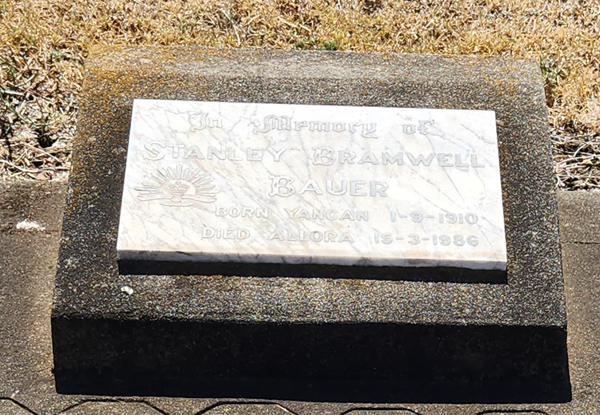 In Memory of
STANLEY BRAMWELL
BAUER
BORN YANGAN 1-9-1910
DIED ALLORA 15-3-1986